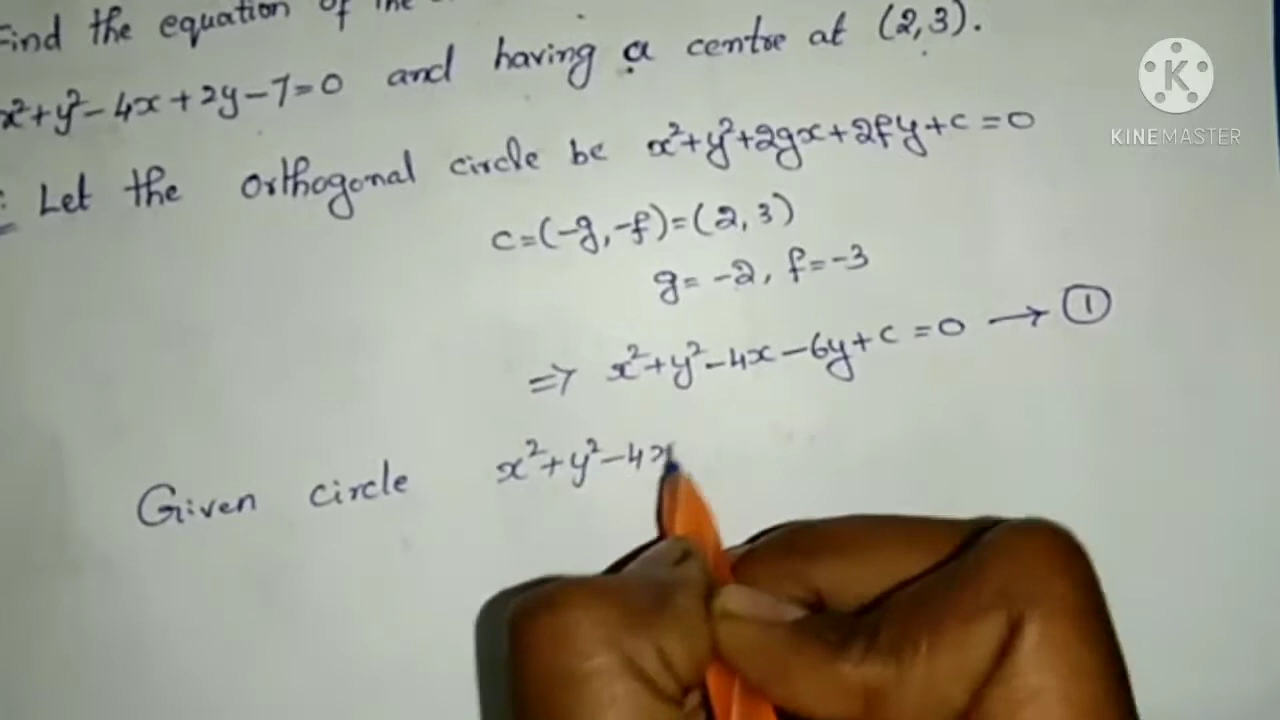 Find the equation of the
x²+y²-4x+2y-7=0 and having a centre at (2,3).
: Let the orthogonal circle be x²+y²+2gx+2fy+c=0
c=(-g,-f)=(2,3)
g=-2, f=-3
⇒ x²+y²-4x-6y+c=0 → ①
Given circle x²+y²-4x
K
KINEMASTER